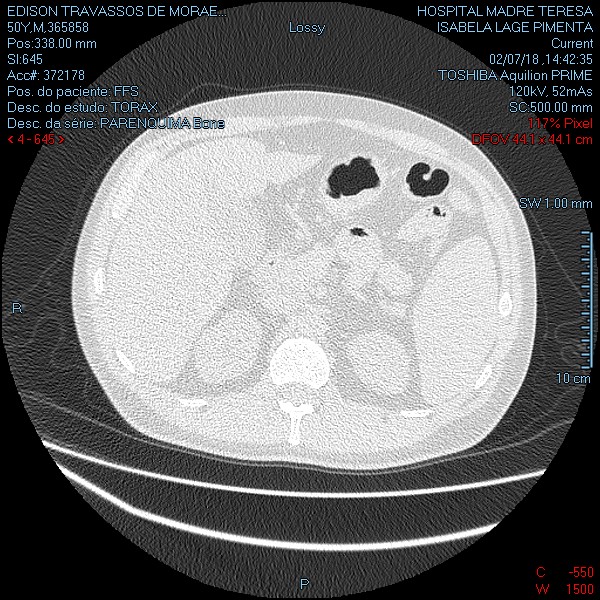 EDISON TRAVASSOS DE MORAE...
50Y,M,365858
Pos:338.00 mm
SI:645
Acc#: 372178
Pos. do paciente: FFS
Desc. do estudo: TORAX
Desc. da série: PARENQUIMA Bone
< 4 - 645 >
Lossy
HOSPITAL MADRE TERESA
ISABELA LAGE PIMENTA
Current
02/07/18 ,14:42:35
TOSHIBA Aquilion PRIME
120kV, 52mAs
SC:500.00 mm
117% Pixel
DFOV:44.1 x 44.1 cm
SW:1.00 mm
R
10 cm
P
C -550
W 1500